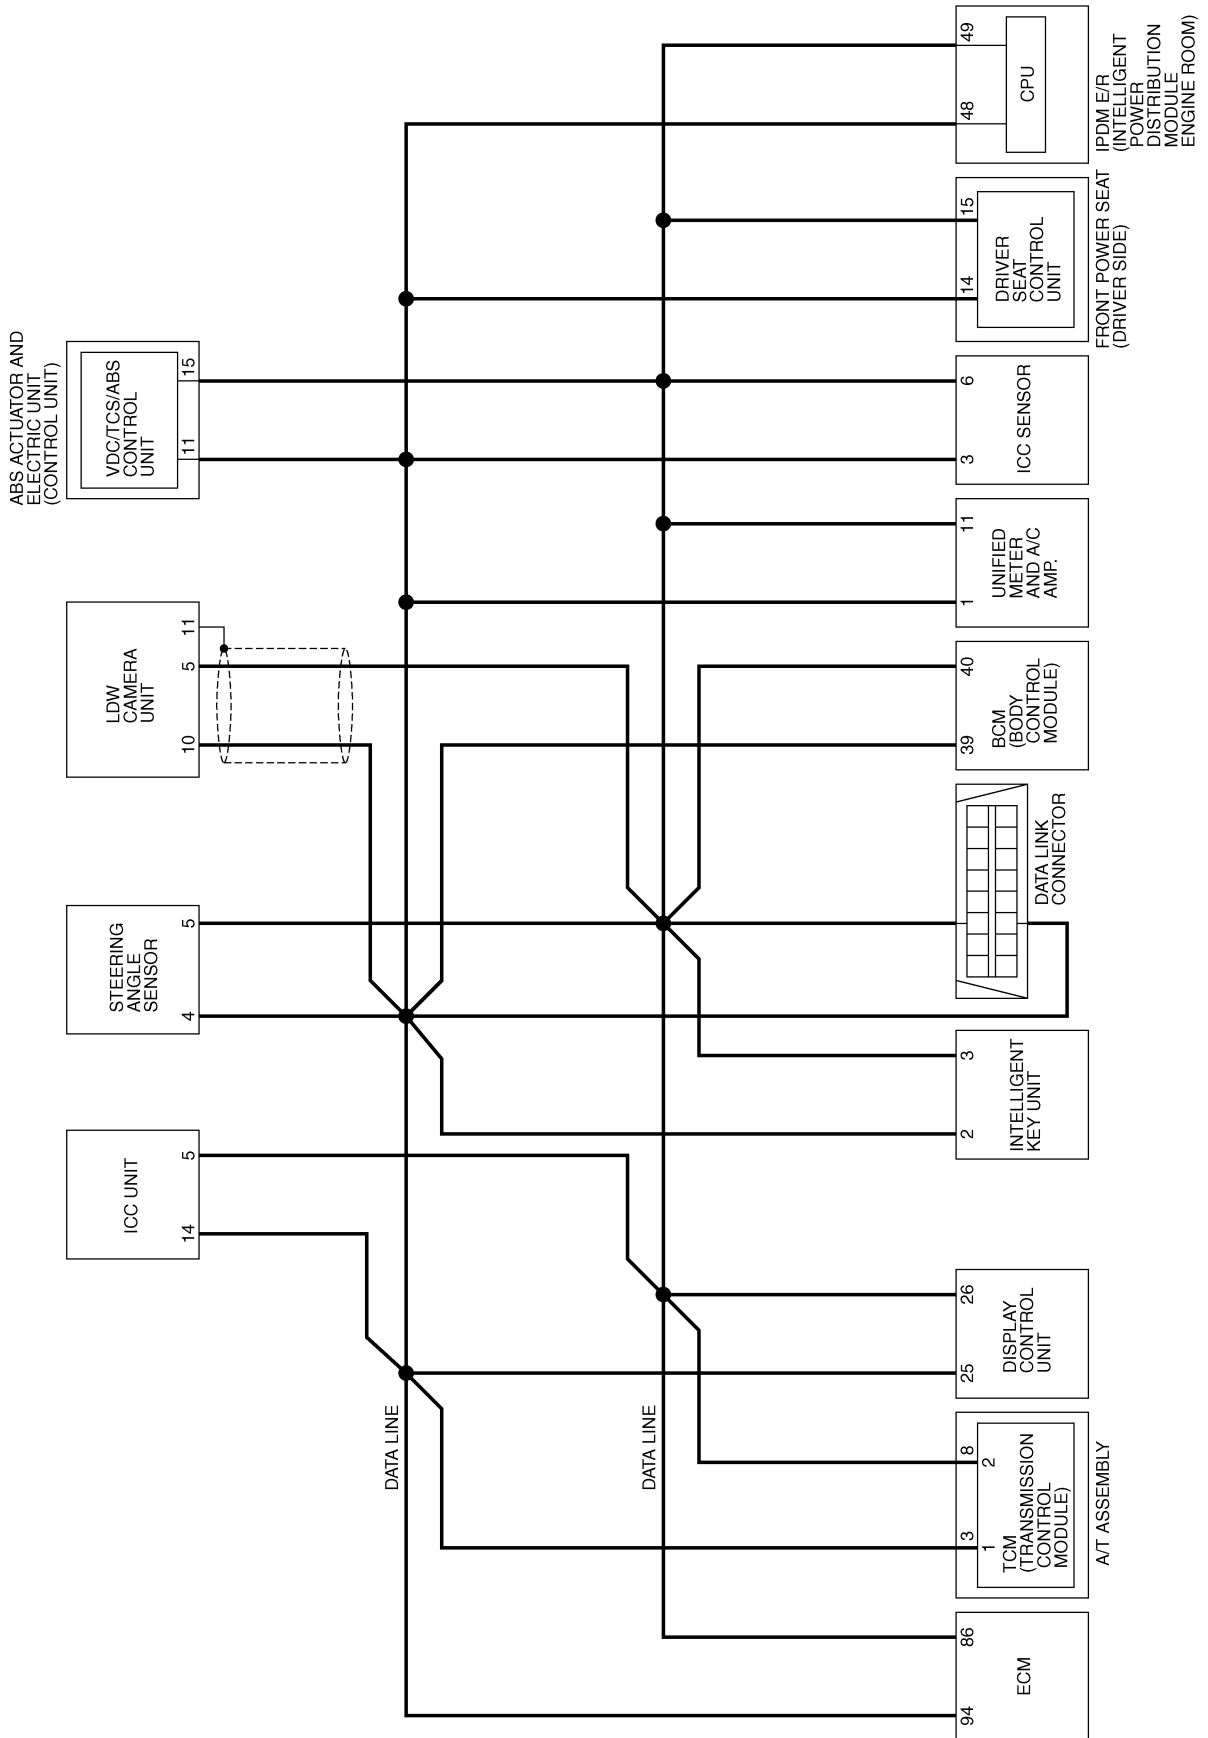 ABS ACTUATOR AND
ELECTRIC UNIT
(CONTROL UNIT)
VDC/TCS/ABS
CONTROL
UNIT
11
15
LDW
CAMERA
UNIT
10
5
11
STEERING
ANGLE
SENSOR
4
5
ICC UNIT
14
5
DATA LINE
DATA LINE
94
86
ECM
3
8
1
2
TCM
(TRANSMISSION
CONTROL
MODULE)
A/T ASSEMBLY
25
26
DISPLAY
CONTROL
UNIT
2
3
INTELLIGENT
KEY UNIT
DATA LINK
CONNECTOR
39
40
BCM
(BODY
CONTROL
MODULE)
1
11
UNIFIED
METER
AND A/C
AMP.
3
6
ICC SENSOR
14
15
DRIVER
SEAT
CONTROL
UNIT
FRONT POWER SEAT
(DRIVER SIDE)
48
49
CPU
IPDM E/R
(INTELLIGENT
POWER
DISTRIBUTION
MODULE
ENGINE ROOM)